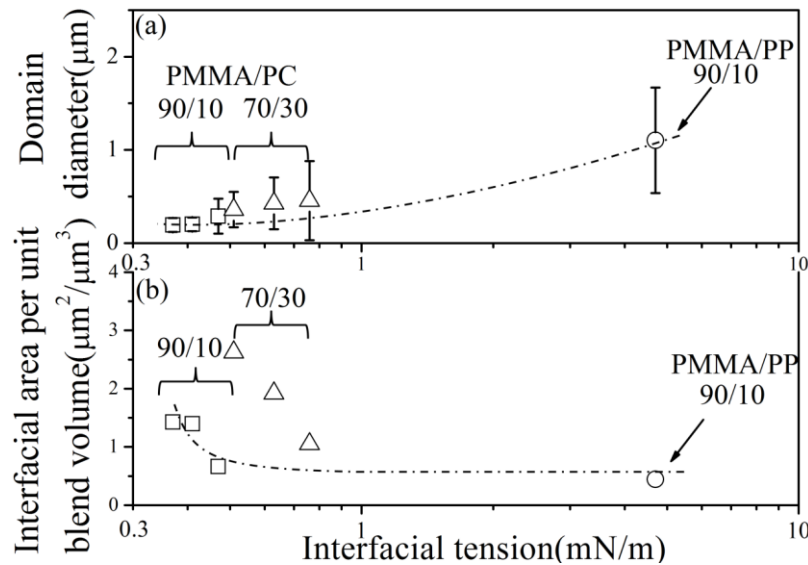 (a)
Domain
diameter(μm)
2
1
0
PMMA/PC
90/10 70/30
PMMA/PP
90/10
0.3 1 10
(b)
Interfacial area per unit
blend volume(μm²/μm³)
4
3
2
1
0
70/30
90/10
PMMA/PP
90/10
0.3 1 10
Interfacial tension(mN/m)